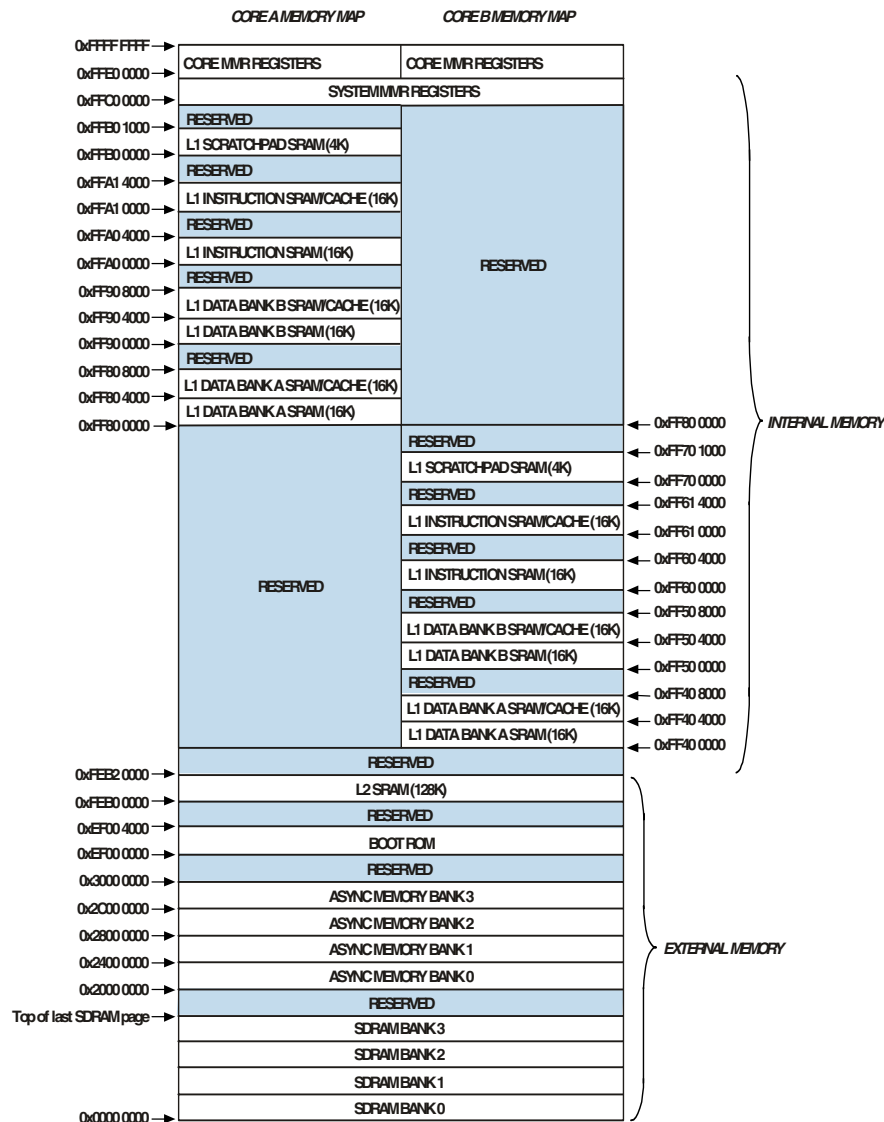 CORE A MEMORY MAP CORE B MEMORY MAP
0xFFFF FFFF
CORE MMR REGISTERS CORE MMR REGISTERS
0xFFE0 0000
SYSTEM MMR REGISTERS
0xFFC0 0000
RESERVED
0xFFB0 1000
L1 SCRATCHPAD SRAM (4K)
0xFFB0 0000
RESERVED
0xFFA1 4000
L1 INSTRUCTION SRAM/CACHE (16K)
0xFFA1 0000
RESERVED
0xFFA0 4000
L1 INSTRUCTION SRAM (16K)
RESERVED
0xFFA0 0000
RESERVED
0xFF90 8000
L1 DATA BANK B SRAM/CACHE (16K)
0xFF90 4000
L1 DATA BANK B SRAM (16K)
0xFF90 0000
RESERVED
0xFF80 8000
L1 DATA BANK A SRAM/CACHE (16K)
0xFF80 4000
L1 DATA BANK A SRAM (16K)
0xFF80 0000
0xFF80 0000
INTERNAL MEMORY
RESERVED
0xFF70 1000
L1 SCRATCHPAD SRAM (4K)
0xFF70 0000
RESERVED
0xFF61 4000
L1 INSTRUCTION SRAM/CACHE (16K)
0xFF61 0000
RESERVED
0xFF60 4000
L1 INSTRUCTION SRAM (16K)
RESERVED
0xFF60 0000
RESERVED
0xFF50 8000
L1 DATA BANK B SRAM/CACHE (16K)
0xFF50 4000
L1 DATA BANK B SRAM (16K)
0xFF50 0000
RESERVED
0xFF40 8000
L1 DATA BANK A SRAM/CACHE (16K)
0xFF40 4000
L1 DATA BANK A SRAM (16K)
0xFF40 0000
RESERVED
0xFEB2 0000
L2 SRAM (128K)
0xFEB0 0000
RESERVED
0xEF00 4000
BOOT ROM
0xEF00 0000
RESERVED
0x3000 0000
ASYNC MEMORY BANK 3
0x2C00 0000
ASYNC MEMORY BANK 2
0x2800 0000
ASYNC MEMORY BANK 1
EXTERNAL MEMORY
0x2400 0000
ASYNC MEMORY BANK 0
0x2000 0000
RESERVED
Top of last SDRAM page
SDRAM BANK 3
SDRAM BANK 2
SDRAM BANK 1
SDRAM BANK 0
0x0000 0000